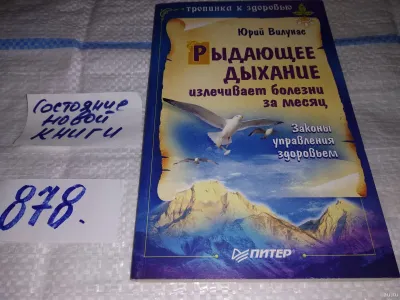 тропинка к здоровью
Юрий Вилунас
РЫДАЮЩЕЕ
ДЫХАНИЕ
излечивает болезни
за месяц
Законы
управления
здоровьем
ПИТЕР
Состояние
новой
книги
878.